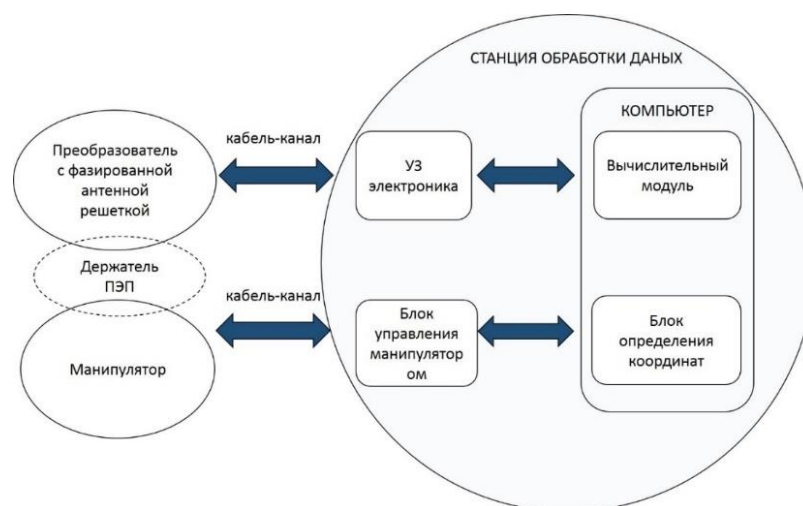 СТАНЦИЯ ОБРАБОТКИ ДАНЫХ
КОМПЬЮТЕР
кабель-канал
Преобразователь
с фазированной
антенной
решеткой
УЗ
электроника
Вычислительный
модуль
Держатель
ПЭП
кабель-канал
Манипулятор
Блок
управления
манипулятор
ом
Блок
определения
координат